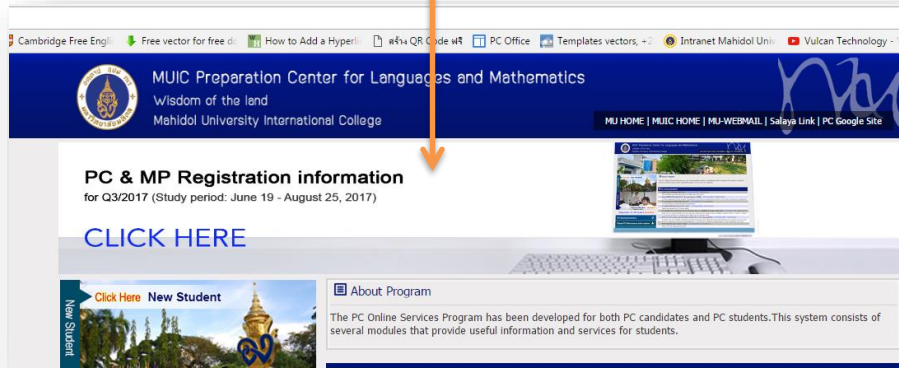 Cambridge Free Engli
Free vector for free do
How to Add a Hyperlin
สร้าง QR Code ฟรี
PC Office
Templates vectors, +2
Intranet Mahidol Univ
Vulcan Technology -
MUIC Preparation Center for Languages and Mathematics
Wisdom of the land
Mahidol University International College
MU HOME | MUIC HOME | MU-WEBMAIL | Salaya Link | PC Google Site
PC & MP Registration information
for Q3/2017 (Study period: June 19 - August 25, 2017)
CLICK HERE
New Student
Click Here New Student
About Program
The PC Online Services Program has been developed for both PC candidates and PC students.This system consists of
several modules that provide useful information and services for students.